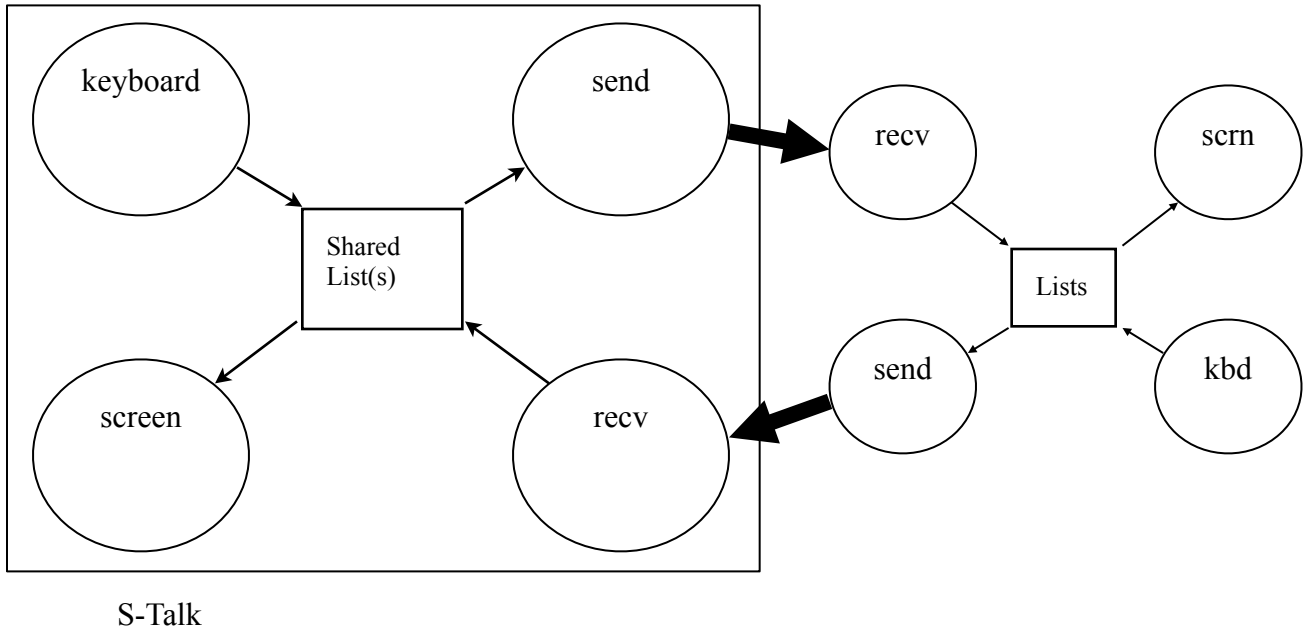 keyboard
send
recv
scrn
Shared
List(s)
Lists
screen
recv
send
kbd
S-Talk